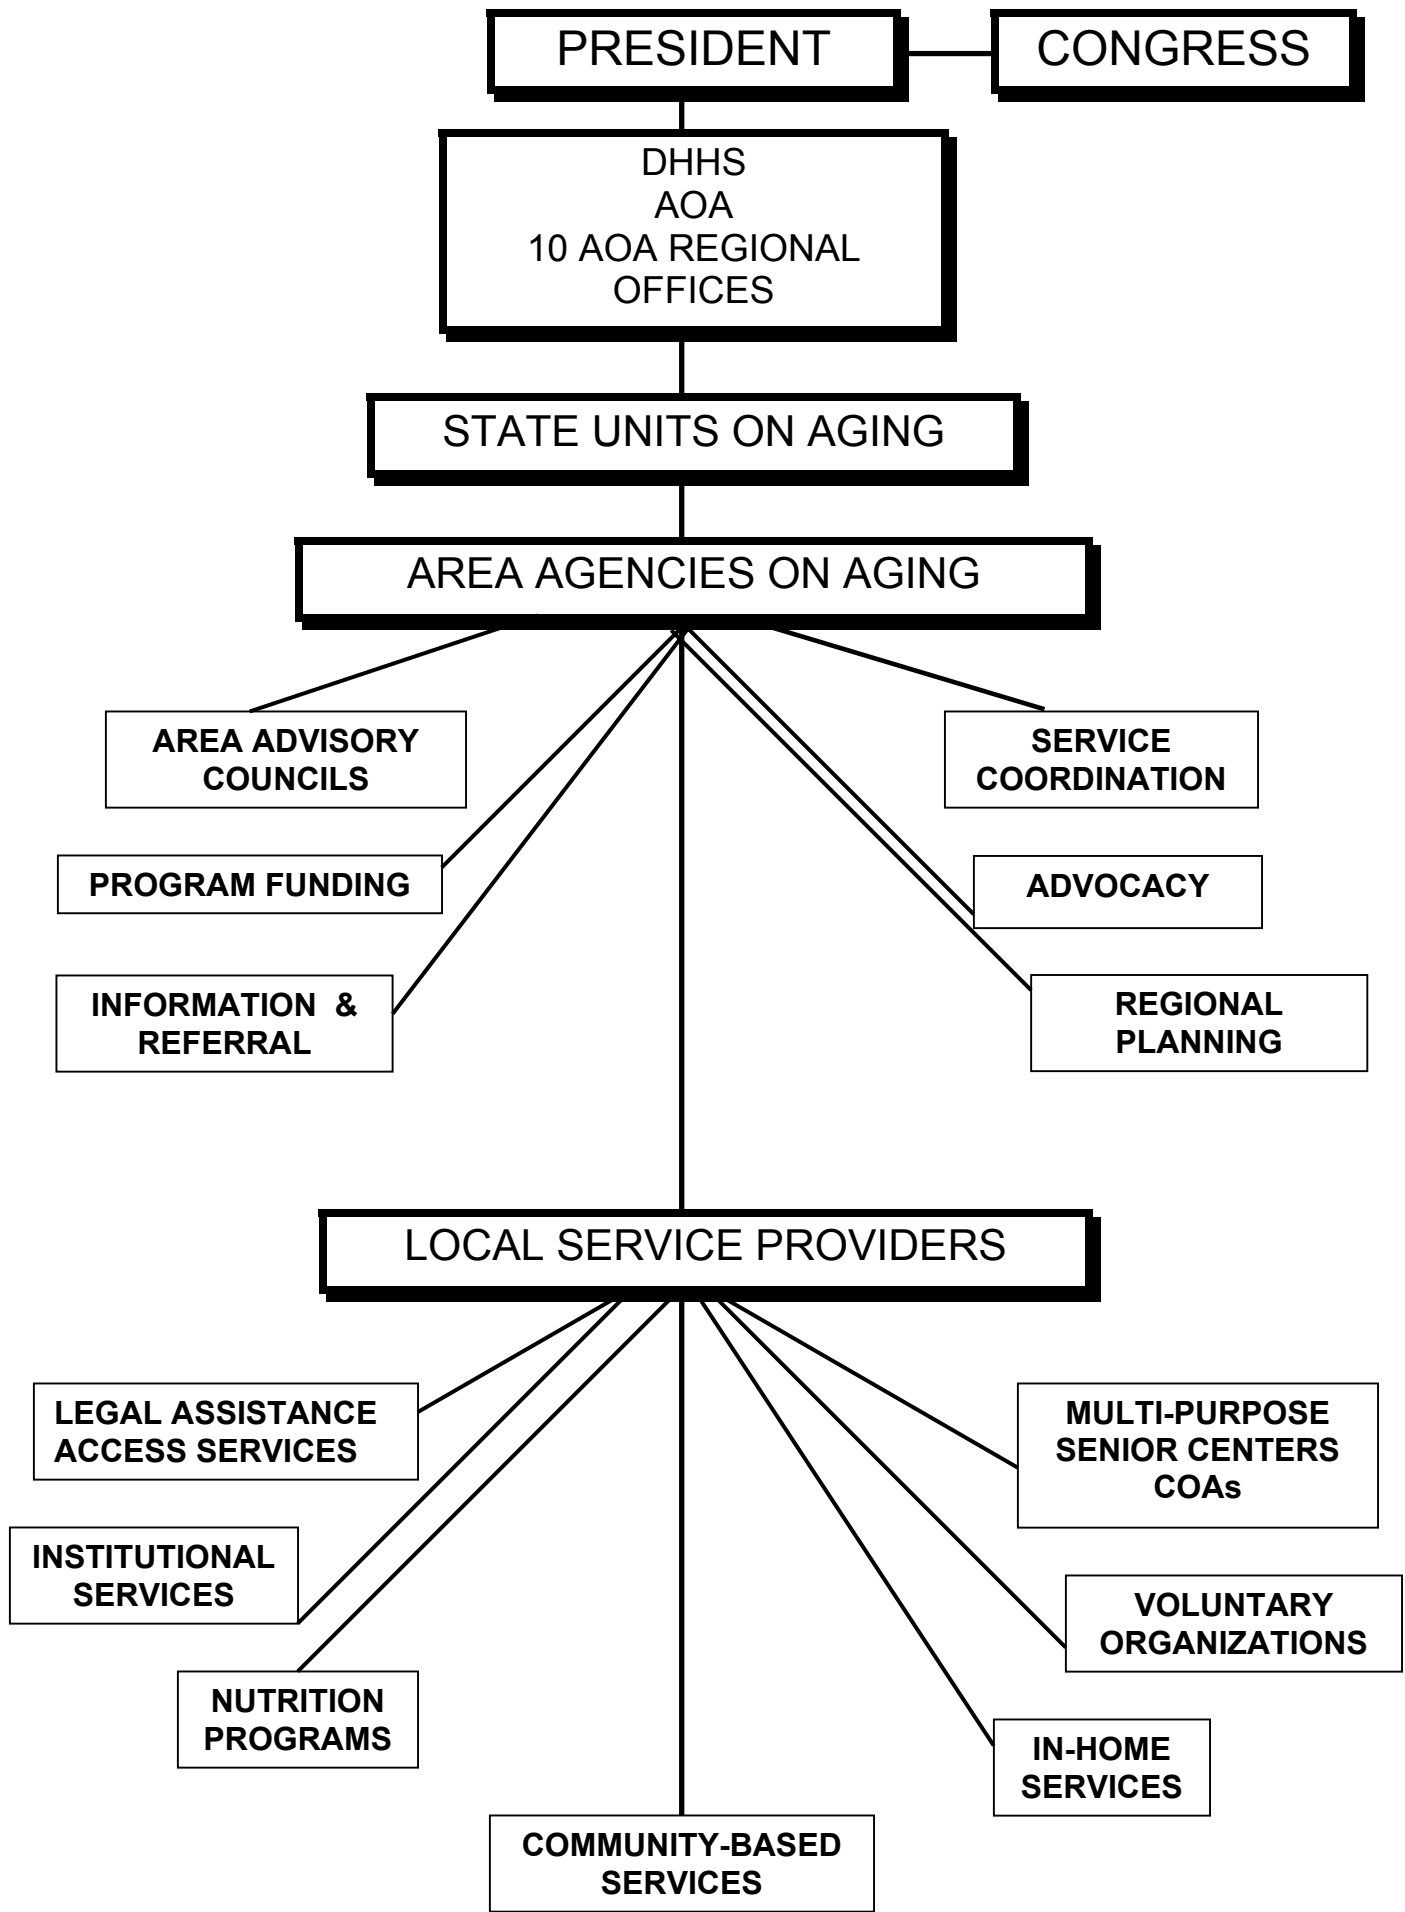 PRESIDENT
CONGRESS
DHHS
AOA
10 AOA REGIONAL
OFFICES
STATE UNITS ON AGING
AREA AGENCIES ON AGING
AREA ADVISORY
COUNCILS
SERVICE
COORDINATION
PROGRAM FUNDING
ADVOCACY
INFORMATION &
REFERRAL
REGIONAL
PLANNING
LOCAL SERVICE PROVIDERS
LEGAL ASSISTANCE
ACCESS SERVICES
MULTI-PURPOSE
SENIOR CENTERS
COAs
INSTITUTIONAL
SERVICES
VOLUNTARY
ORGANIZATIONS
NUTRITION
PROGRAMS
IN-HOME
SERVICES
COMMUNITY-BASED
SERVICES